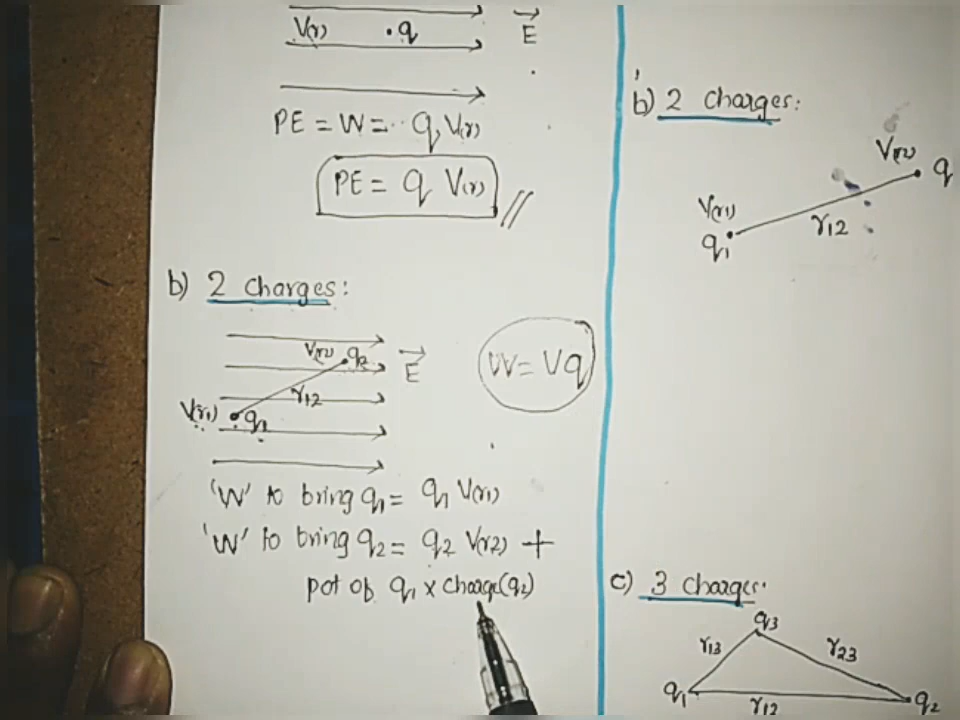 V(r) . q E
PE = W = q V(r)
PE = q V(r) //
b) 2 charges:
V(r2) q2 E
r12
V(r1) q1
W = Vq
'W' to bring q1 = q1 V(r1)
'W' to bring q2 = q2 V(r2) +
pot of q1 x charge(q2)
b) 2 charges:
V(r2) q
V(r1)
q1 r12
c) 3 charges:
q3
r13 r23
q1 r12 q2